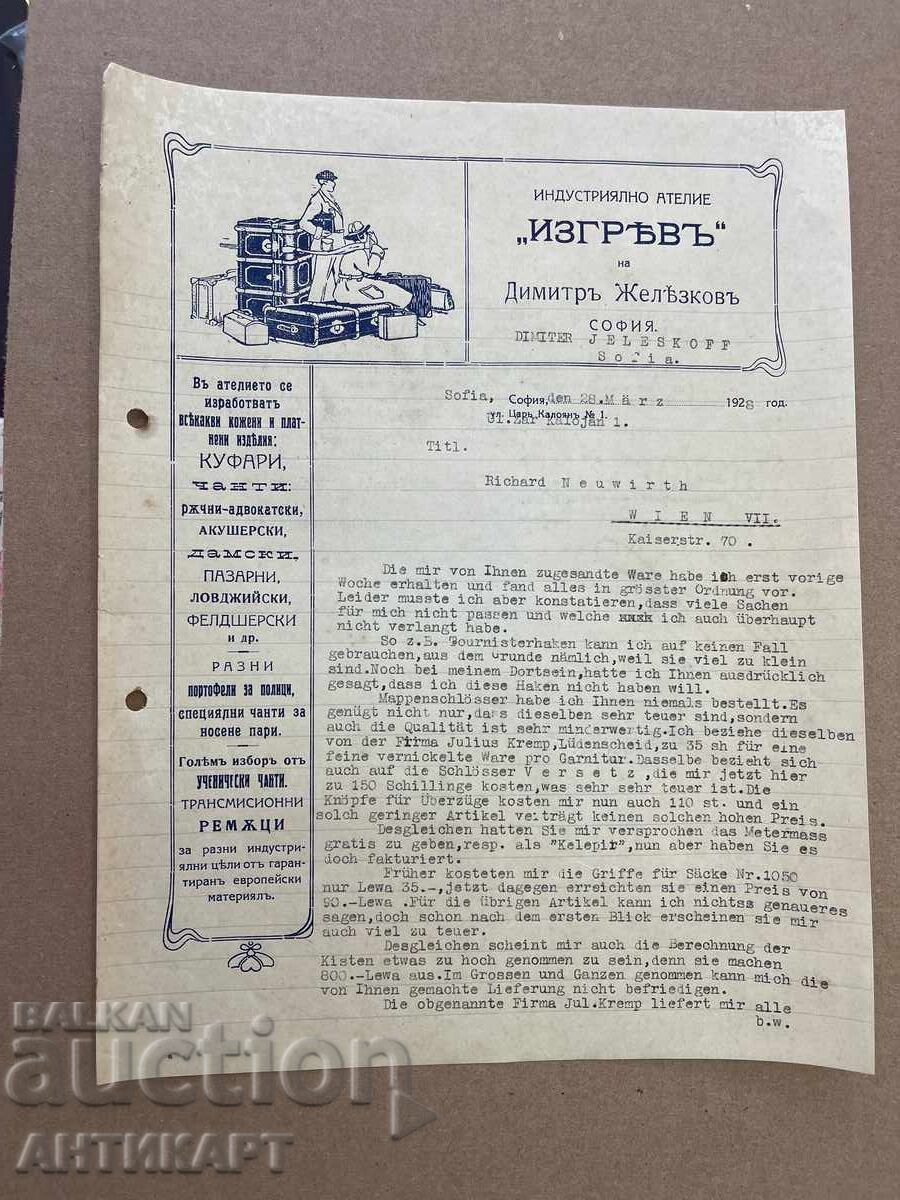 ИНДУСТРИЯЛНО АТЕЛИЕ
„ИЗГРѢВЪ“
на
Димитръ Желѣзковъ
СОФИЯ.
DIMITER JELESKOFF
Sofia.
Въ ателието се
изработватъ
всѣкакви кожени и плат-
нени изделия:
КУФАРИ,
ЧАНТИ:
рѫчни-адвокатски,
АКУШЕРСКИ,
ДАМСКИ,
ПАЗАРНИ,
ЛОВДЖИЙСКИ,
ФЕЛДШЕРСКИ
и др.
РАЗНИ
портофели за полици,
специялни чанти за
носене пари.
Голѣмъ изборъ отъ
УЧЕНИЧЕСКИ ЧАНТИ.
ТРАНСМИСИОННИ
РЕМѪЦИ
за разни индустри-
ялни цѣли отъ гаран-
тиранъ европейски
материялъ.
Sofia, София, den 28.März 1928 год.
ул. Царь Калоянъ № 1.
Ul.Zar Kalojan 1.
Titl.
Richard Neuwirth
WIEN VII.
Kaiserstr. 70.
Die mir von Ihnen zugesandte Ware habe ich erst vorige
Woche erhalten und fand alles in grösster Ordnung vor.
Leider musste ich aber konstatieren,dass viele Sachen
für mich nicht passen und welche ich auch überhaupt
nicht verlangt habe.
So z.B. Tournisterhaken kann ich auf keinen Fall
gebrauchen,aus dem Grunde nämlich,weil sie viel zu klein
sind.Noch bei meinem Dortsein,hatte ich Ihnen ausdrücklich
gesagt,dass ich diese Haken nicht haben will.
Mappenschlösser habe ich Ihnen niemals bestellt.Es
genügt nicht nur,dass dieselben sehr teuer sind,sondern
auch die Qualität ist sehr minderwertig.Ich beziehe dieselben
von der Firma Julius Kremp,Lüdenscheid,zu 35 sh für eine
feine vernickelte Ware pro Garnitur.Dasselbe bezieht sich
auch auf die Schlösser Versetz,die mir jetzt hier
zu 150 Schillinge kosten,was sehr sehr teuer ist.Die
Knöpfe für Überzüge kosten mir nun auch 110 st. und ein
solch geringer Artikel verträgt keinen solchen hohen Preis.
Desgleichen hatten Sie mir versprochen das Metermass
gratis zu geben,resp. als "Kelepir",nun aber haben Sie es
doch fakturiert.
Früher kosteten mir die Griffe für Säcke Nr.1050
nur Lewa 35.-,jetzt dagegen erreichten sie einen Preis von
90.-Lewa .Für die übrigen Artikel kann ich nichtss genaueres
sagen,doch schon nach dem ersten Blick erscheinen sie mir
auch viel zu teuer.
Desgleichen scheint mir auch die Berechnung der
Kisten etwas zu hoch genommen zu sein,denn sie machen
800.-Lewa aus.Im Grossen und Ganzen genommen kann mich die
von Ihnen gemachte Lieferung nicht befriedigen.
Die obgenannte Firma Jul.Kremp liefert mir alle
b.w.
BALKAN
auction
АНТИКАРТ